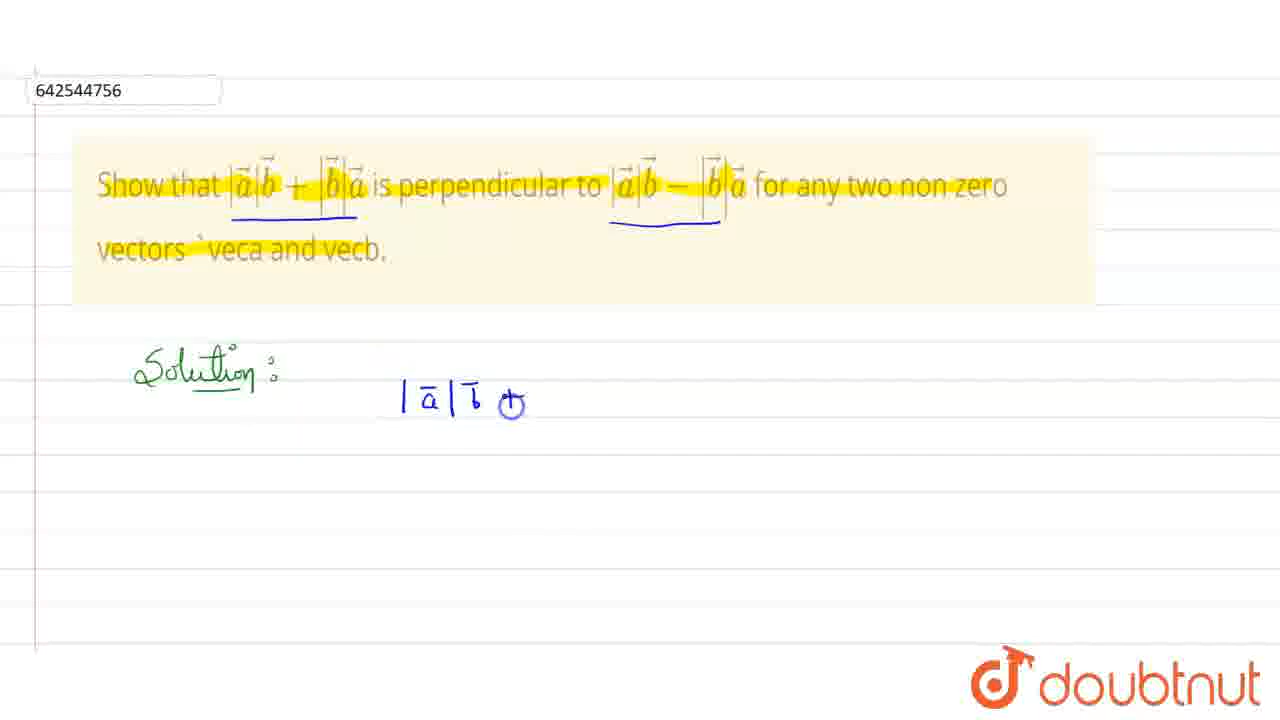 642544756
Show that |a⃗|b⃗ + |b⃗|a⃗ is perpendicular to |a⃗|b⃗ − |b⃗|a⃗ for any two non zero
vectors `veca and vecb.
Solution :
|a̅| b̅ +
doubtnut